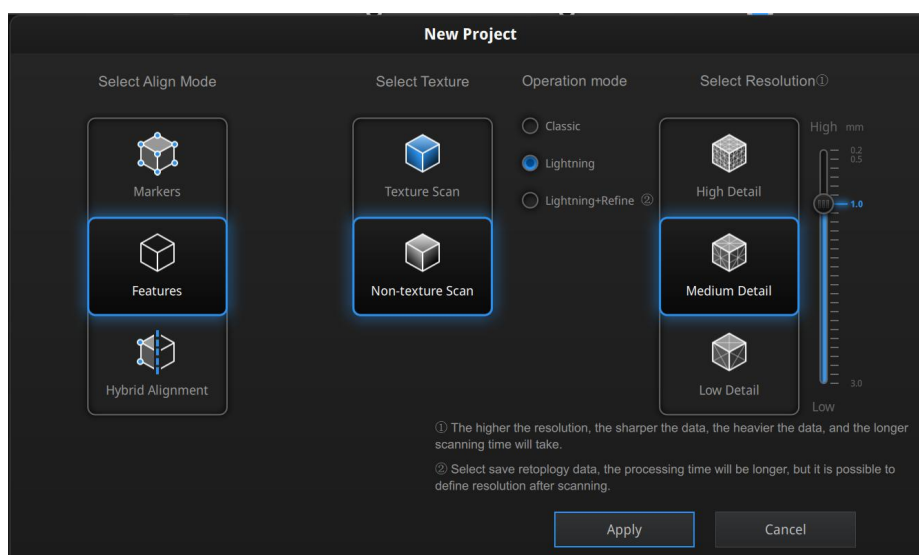 New Project
Select Align Mode
Select Texture
Operation mode
Select Resolution①
Markers
Features
Hybrid Alignment
Texture Scan
Non-texture Scan
Classic
Lightning
Lightning+Refine ②
High Detail
Medium Detail
Low Detail
High mm
0.2
0.5
1.0
3.0
Low
① The higher the resolution, the sharper the data, the heavier the data, and the longer
scanning time will take.
② Select save retoplogy data, the processing time will be longer, but it is possible to
define resolution after scanning.
Apply
Cancel